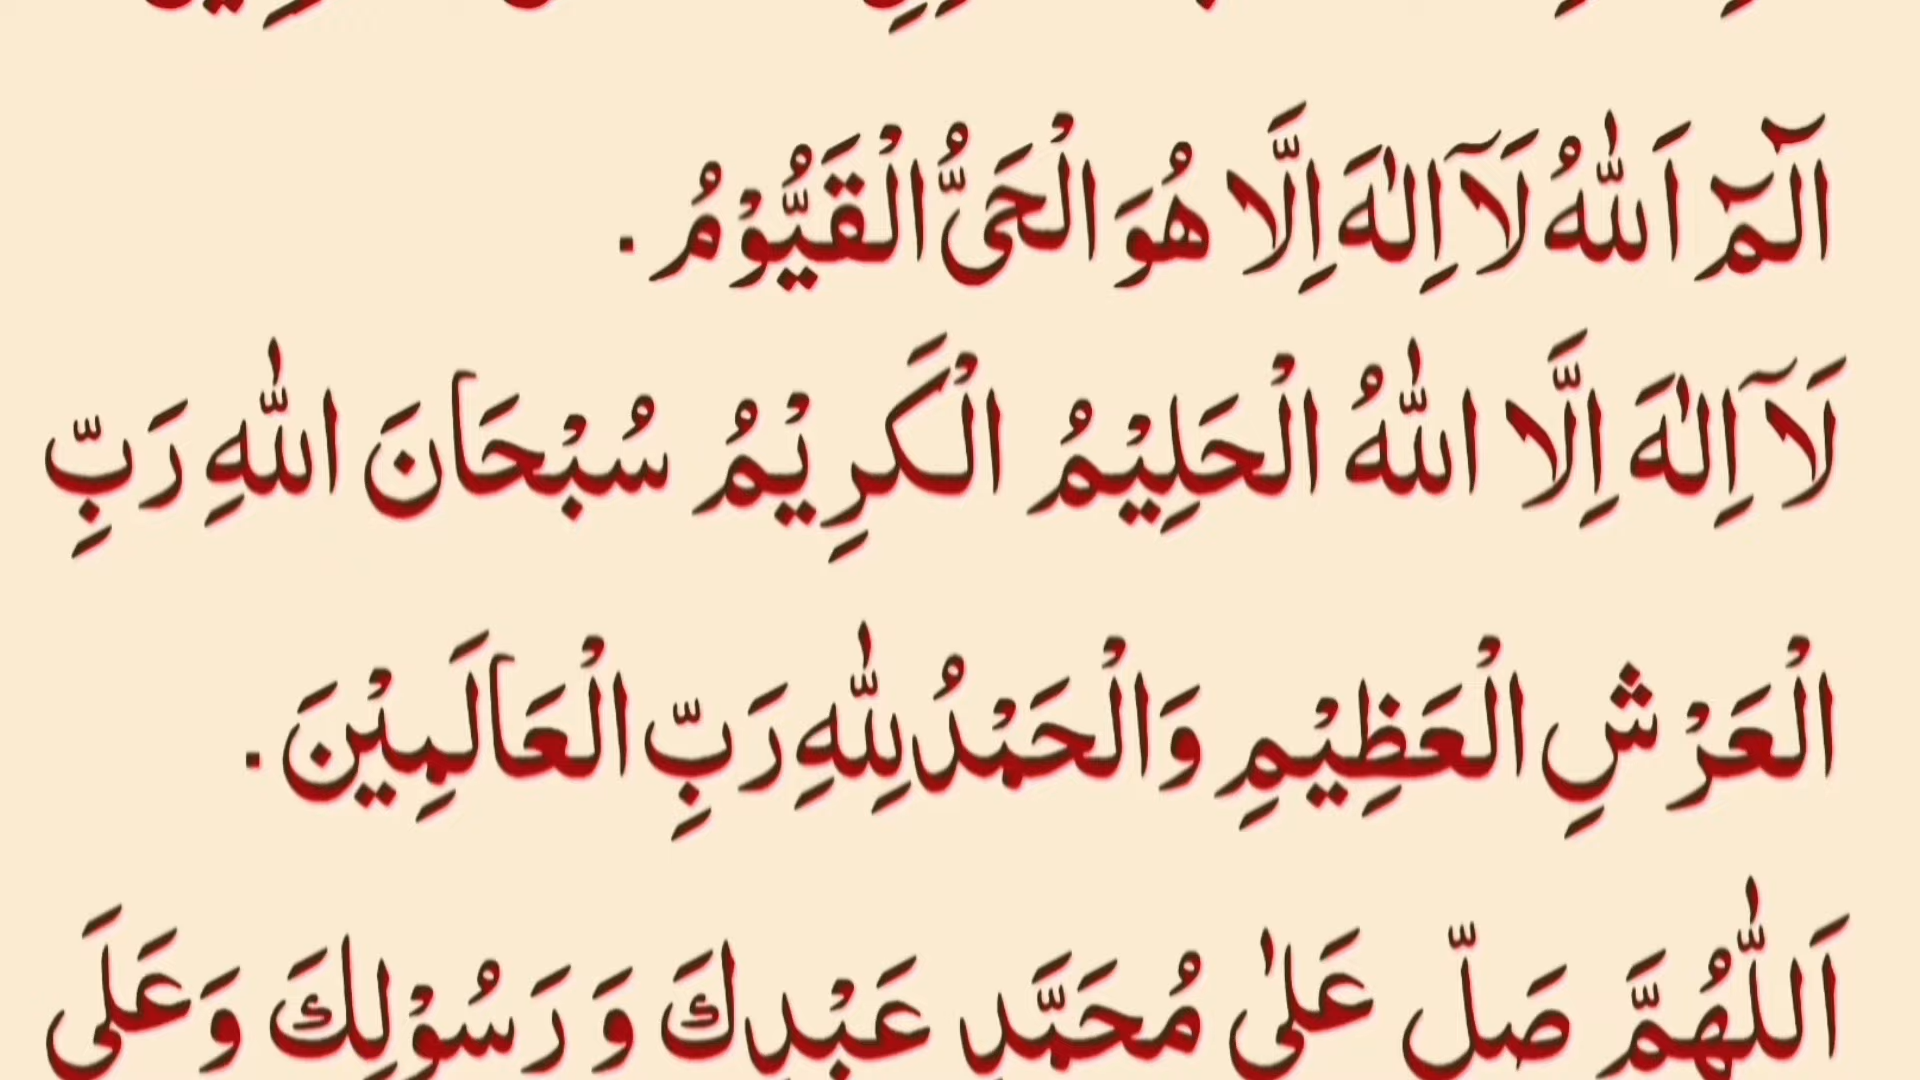 الٓمّٓ اَللّٰهُ لَآ اِلٰهَ اِلَّا هُوَ الْحَیُّ الْقَیُّوْمُ .
لَآ اِلٰهَ اِلَّا اللّٰهُ الْحَلِيْمُ الْكَرِيْمُ سُبْحَانَ اللّٰهِ رَبِّ
الْعَرْشِ الْعَظِيْمِ وَالْحَمْدُ لِلّٰهِ رَبِّ الْعَالَمِيْنَ .
اَللّٰهُمَّ صَلّ عَلٰی مُحَمَّدٍ عَبْدِكَ وَ رَسُوْلِكَ وَعَلَی